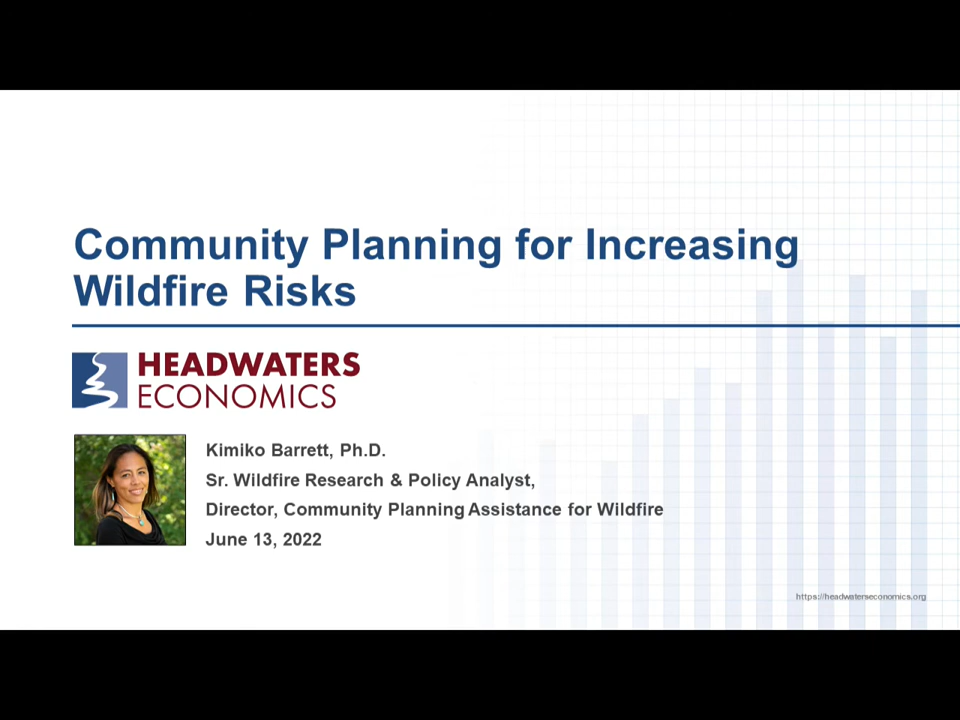 Community Planning for Increasing
Wildfire Risks
HEADWATERS
ECONOMICS
Kimiko Barrett, Ph.D.
Sr. Wildfire Research & Policy Analyst,
Director, Community Planning Assistance for Wildfire
June 13, 2022
https://headwaterseconomics.org